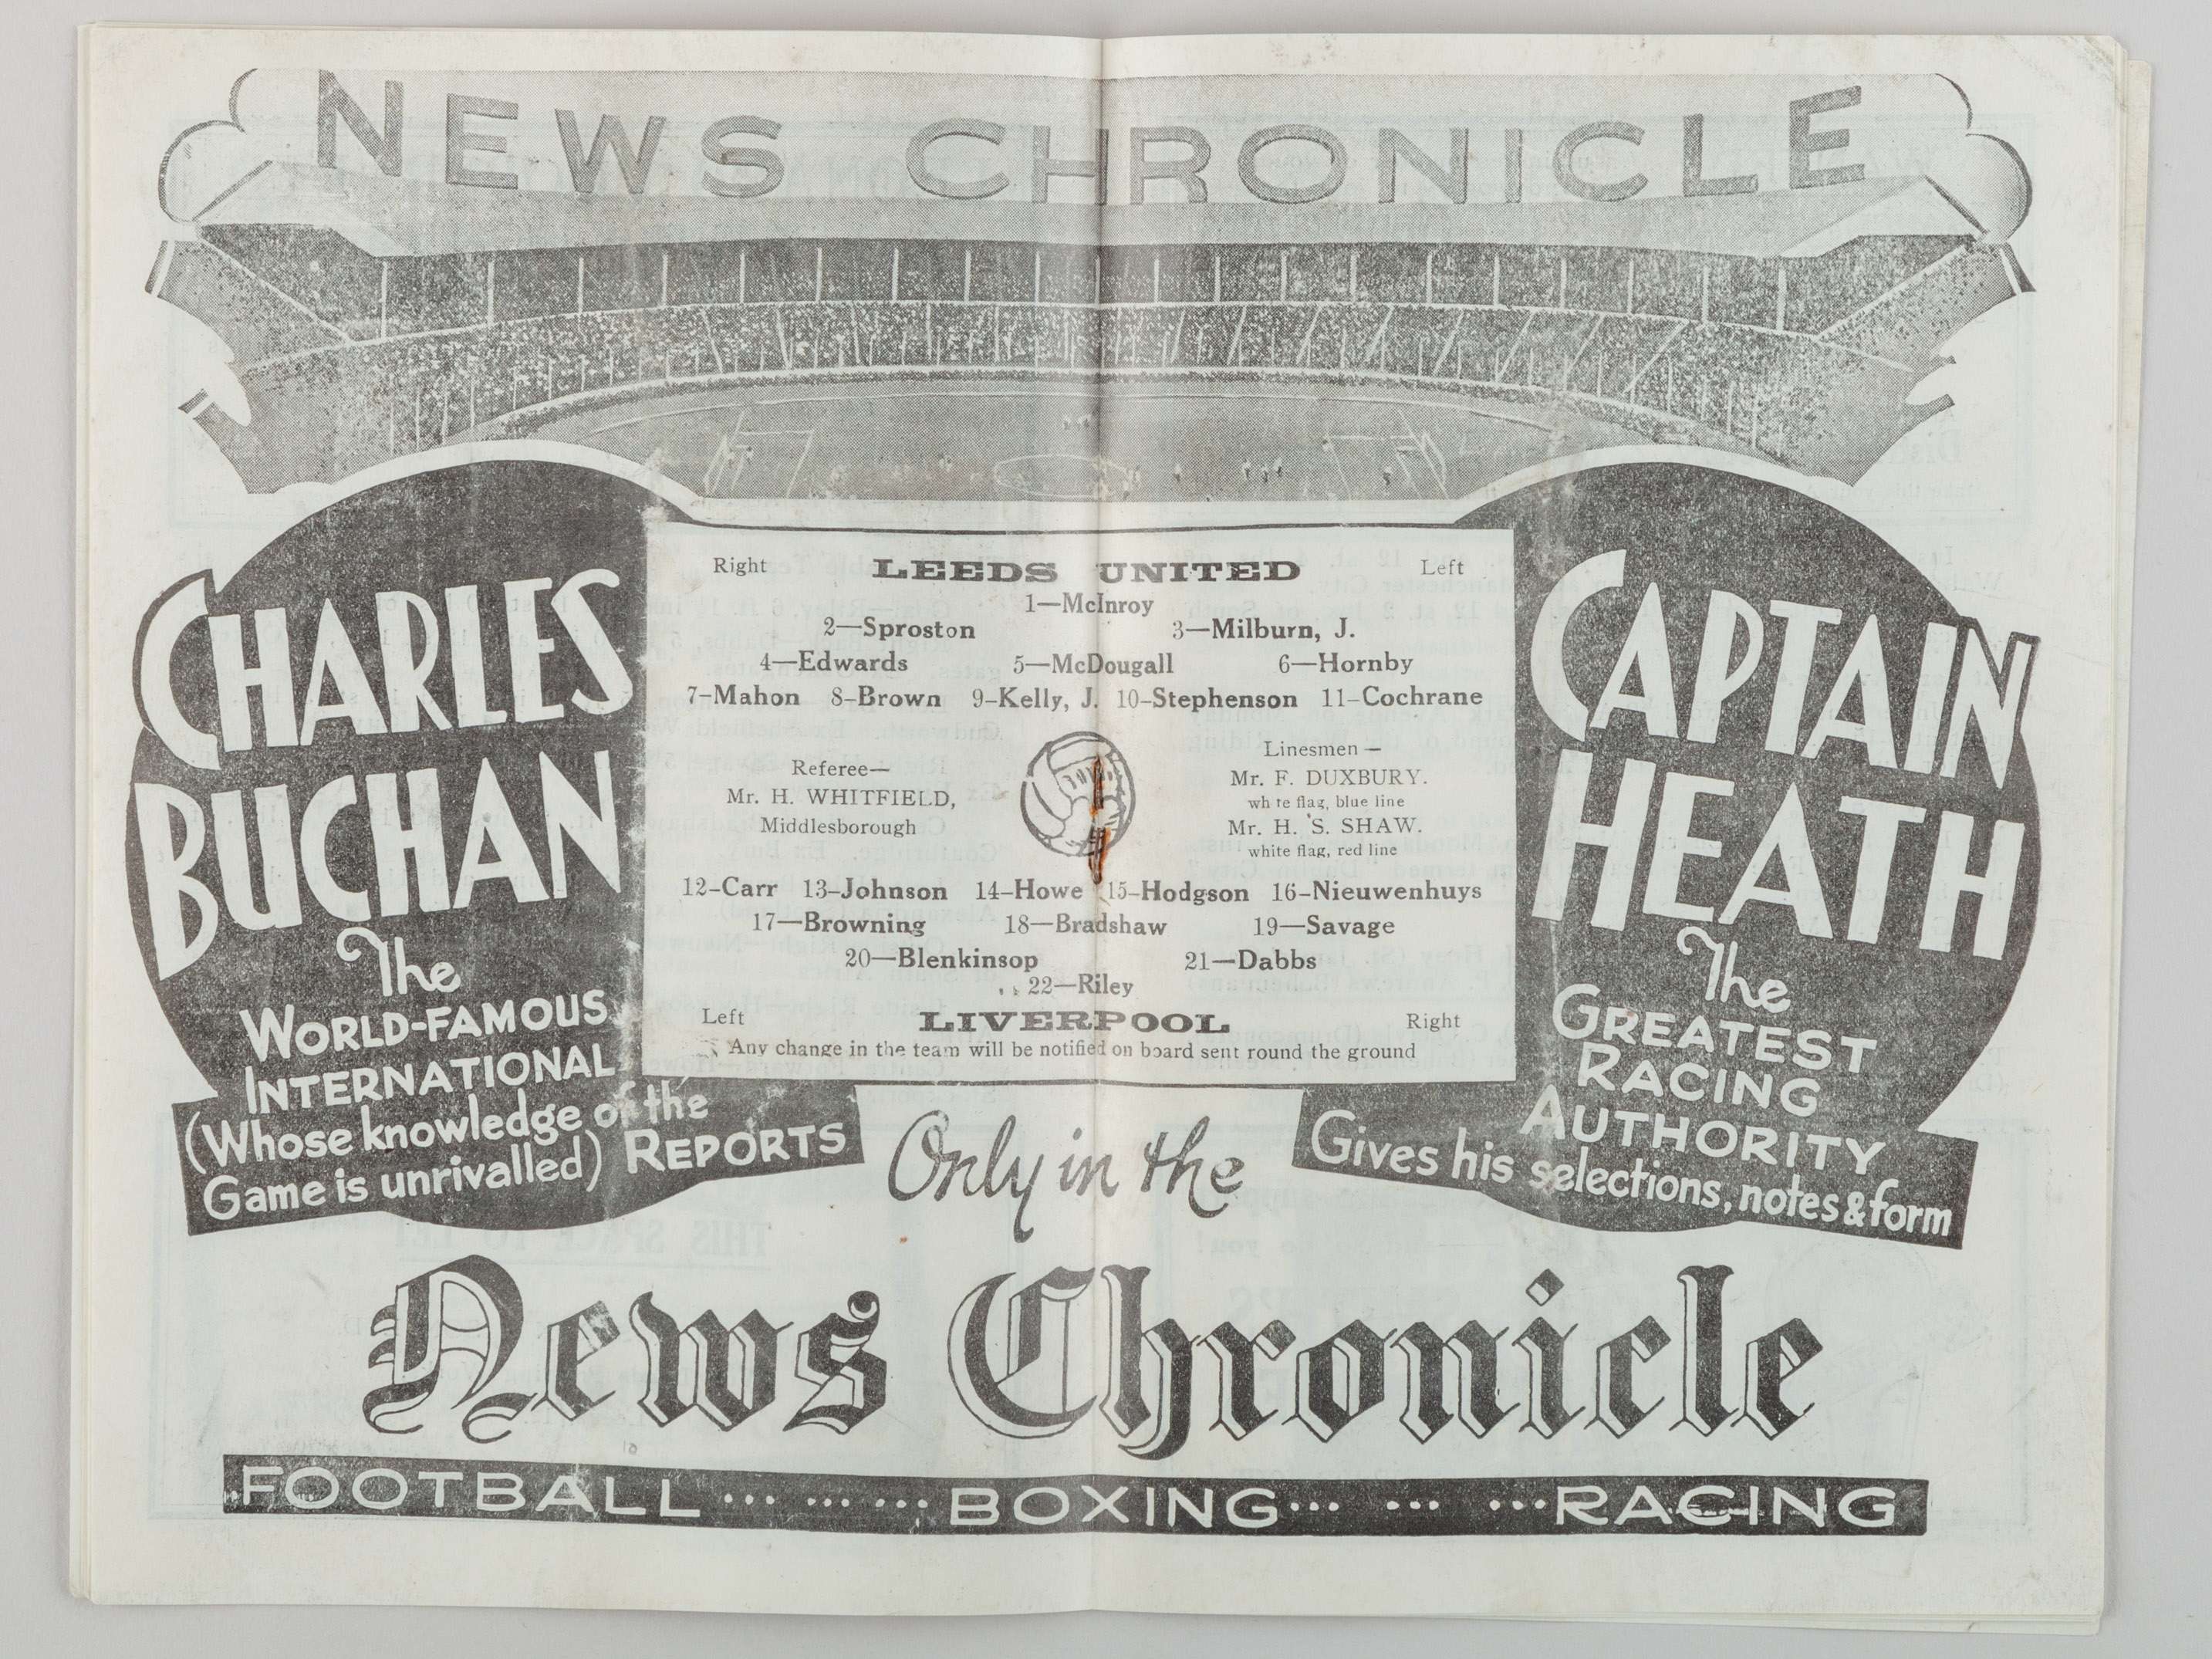 NEWS CHRONICLE
CHARLES
BUCHAN
The
WORLD-FAMOUS
INTERNATIONAL
(Whose knowledge of the
Game is unrivalled) REPORTS
Right LEEDS UNITED Left
1—McInroy
2—Sproston 3—Milburn, J.
4—Edwards 5—McDougall 6—Hornby
7-Mahon 8-Brown 9-Kelly, J. 10-Stephenson 11-Cochrane
Referee—
Mr. H. WHITFIELD,
Middlesborough
Linesmen —
Mr. F. DUXBURY.
wh te flag, blue line
Mr. H. S. SHAW.
white flag, red line
12-Carr 13-Johnson 14-Howe 15-Hodgson 16-Nieuwenhuys
17—Browning 18—Bradshaw 19—Savage
20—Blenkinsop 21—Dabbs
22—Riley
Left LIVERPOOL Right
Any change in the team will be notified on board sent round the ground
CAPTAIN
HEATH
The
GREATEST
RACING
AUTHORITY
Gives his selections, notes & form
Only in the
News Chronicle
FOOTBALL... ... ...BOXING... ... ...RACING